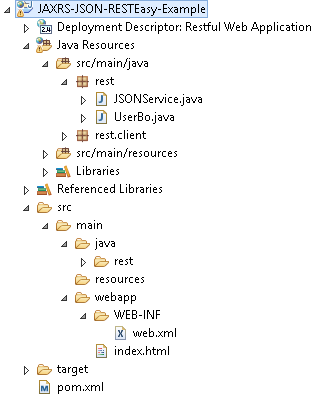 JAXRS-JSON-RESTEasy-Example
2.4 Deployment Descriptor: Restful Web Application
Java Resources
src/main/java
rest
JSONService.java
UserBo.java
rest.client
src/main/resources
Libraries
Referenced Libraries
src
main
java
rest
resources
webapp
WEB-INF
web.xml
index.html
target
pom.xml